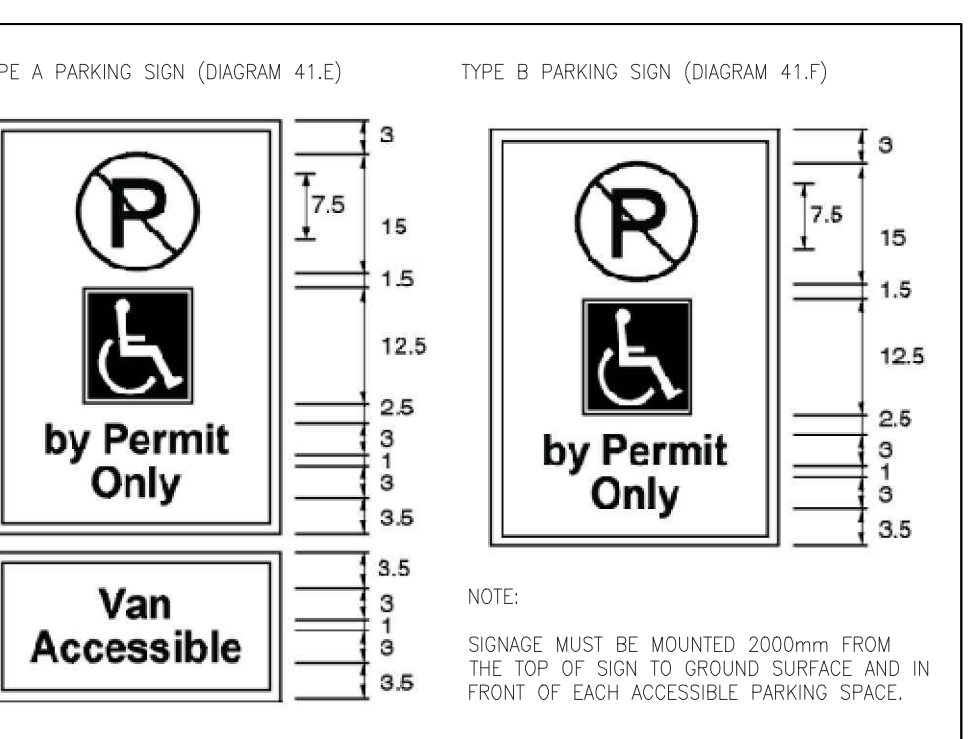 PE A PARKING SIGN (DIAGRAM 41.E)
P
by Permit
Only
3
7.5
15
1.5
12.5
2.5
3
1
3
3.5
Van
Accessible
3.5
3
1
3
3.5
TYPE B PARKING SIGN (DIAGRAM 41.F)
P
by Permit
Only
3
7.5
15
1.5
12.5
2.5
3
1
3
3.5
NOTE:
SIGNAGE MUST BE MOUNTED 2000mm FROM
THE TOP OF SIGN TO GROUND SURFACE AND IN
FRONT OF EACH ACCESSIBLE PARKING SPACE.